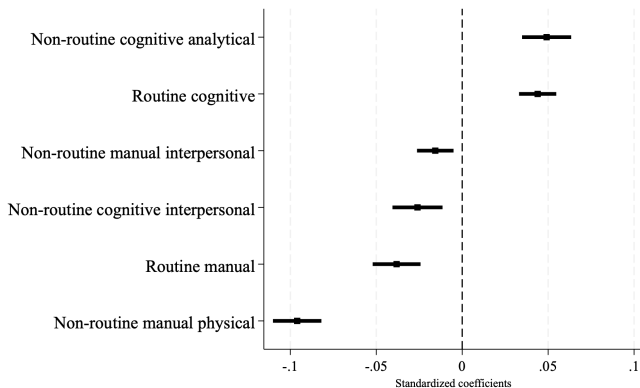 Non-routine cognitive analytical
Routine cognitive
Non-routine manual interpersonal
Non-routine cognitive interpersonal
Routine manual
Non-routine manual physical
-.1 -.05 0 .05 .1
Standardized coefficients